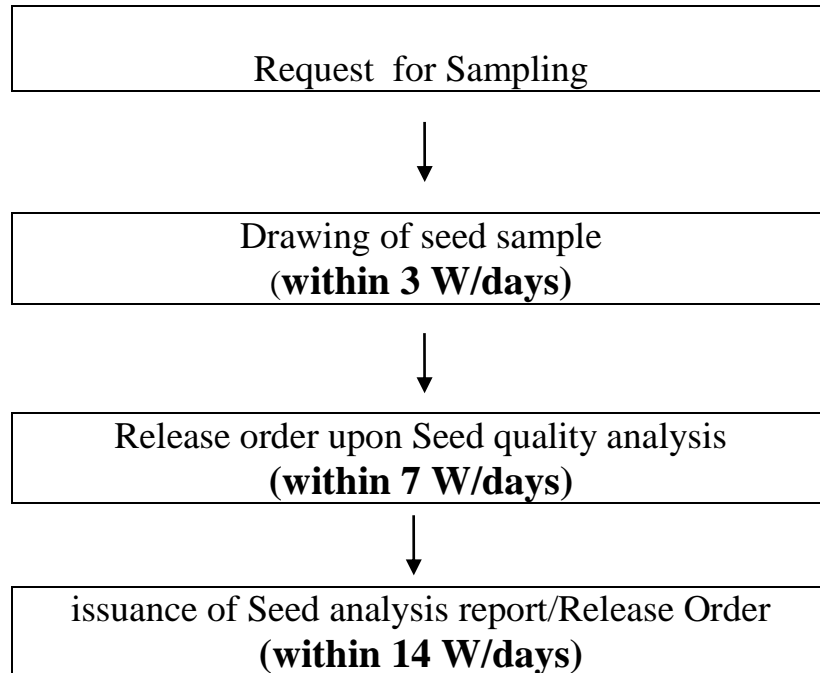 Request for Sampling
Drawing of seed sample
(within 3 W/days)
Release order upon Seed quality analysis
(within 7 W/days)
issuance of Seed analysis report/Release Order
(within 14 W/days)